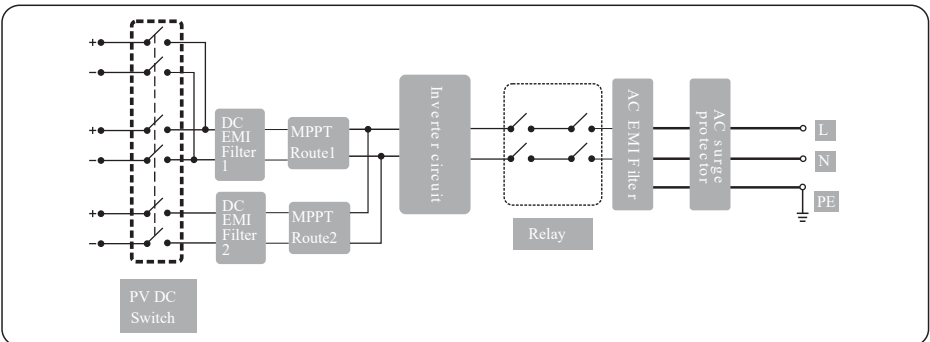 +
−
+
−
+
−
PV DC
Switch
DC
EMI
Filter
1
DC
EMI
Filter
2
MPPT
Route1
MPPT
Route2
Inverter circuit
Relay
AC EMI Filter
AC surge
protector
L
N
PE